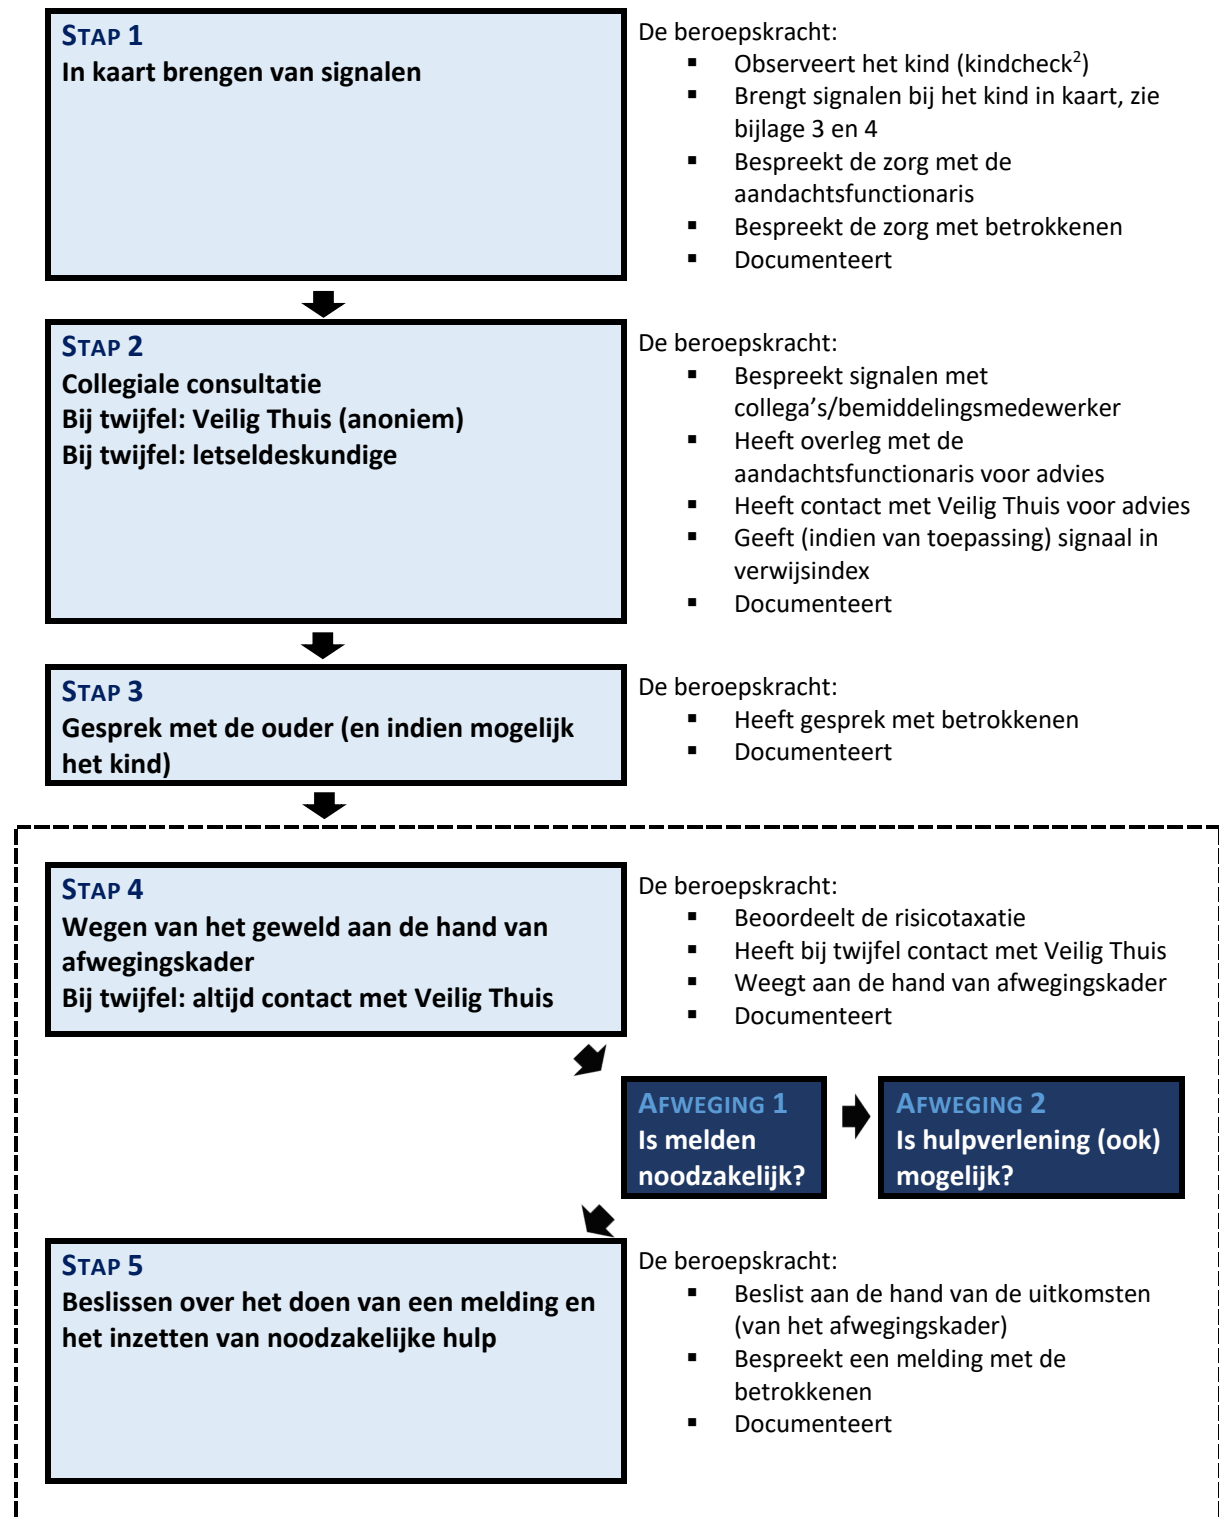 STAP 1
In kaart brengen van signalen
De beroepskracht:
▪ Observeert het kind (kindcheck²)
▪ Brengt signalen bij het kind in kaart, zie
bijlage 3 en 4
▪ Bespreekt de zorg met de
aandachtsfunctionaris
▪ Bespreekt de zorg met betrokkenen
▪ Documenteert
STAP 2
Collegiale consultatie
Bij twijfel: Veilig Thuis (anoniem)
Bij twijfel: letseldeskundige
De beroepskracht:
▪ Bespreekt signalen met
collega’s/bemiddelingsmedewerker
▪ Heeft overleg met de
aandachtsfunctionaris voor advies
▪ Heeft contact met Veilig Thuis voor advies
▪ Geeft (indien van toepassing) signaal in
verwijsindex
▪ Documenteert
STAP 3
Gesprek met de ouder (en indien mogelijk
het kind)
De beroepskracht:
▪ Heeft gesprek met betrokkenen
▪ Documenteert
STAP 4
Wegen van het geweld aan de hand van
afwegingskader
Bij twijfel: altijd contact met Veilig Thuis
De beroepskracht:
▪ Beoordeelt de risicotaxatie
▪ Heeft bij twijfel contact met Veilig Thuis
▪ Weegt aan de hand van afwegingskader
▪ Documenteert
AFWEGING 1
Is melden
noodzakelijk?
AFWEGING 2
Is hulpverlening (ook)
mogelijk?
STAP 5
Beslissen over het doen van een melding en
het inzetten van noodzakelijke hulp
De beroepskracht:
▪ Beslist aan de hand van de uitkomsten
(van het afwegingskader)
▪ Bespreekt een melding met de
betrokkenen
▪ Documenteert